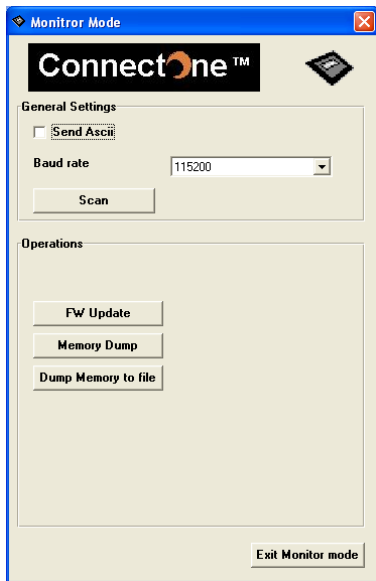 Monitror Mode
ConnectOne™
General Settings
Send Ascii
Baud rate 115200
Scan
Operations
FW Update
Memory Dump
Dump Memory to file
Exit Monitor mode